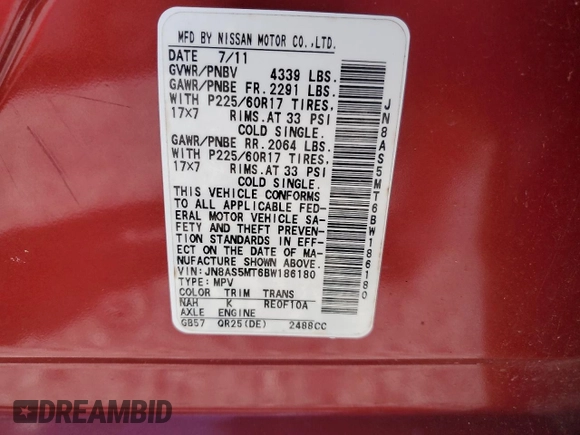 MFD BY NISSAN MOTOR CO.,LTD.
DATE 7/11
GVWR/PNBV 4339 LBS.
GAWR/PNBE FR.2291 LBS.
WITH P225/60R17 TIRES,
17X7 RIMS.AT 33 PSI
COLD SINGLE.
GAWR/PNBE RR.2064 LBS.
WITH P225/60R17 TIRES,
17X7 RIMS.AT 33 PSI
COLD SINGLE.
THIS VEHICLE CONFORMS
TO ALL APPLICABLE FED-
ERAL MOTOR VEHICLE SA-
FETY AND THEFT PREVEN-
TION STANDARDS IN EFF-
ECT ON THE DATE OF MA-
NUFACTURE SHOWN ABOVE.
VIN:JN8AS5MT6BW186180
TYPE:MPV
COLOR TRIM TRANS
NAH K RE0F10A
AXLE ENGINE
GB57 QR25(DE) 2488CC
JN8AS5MT6BW186180
DREAMBID